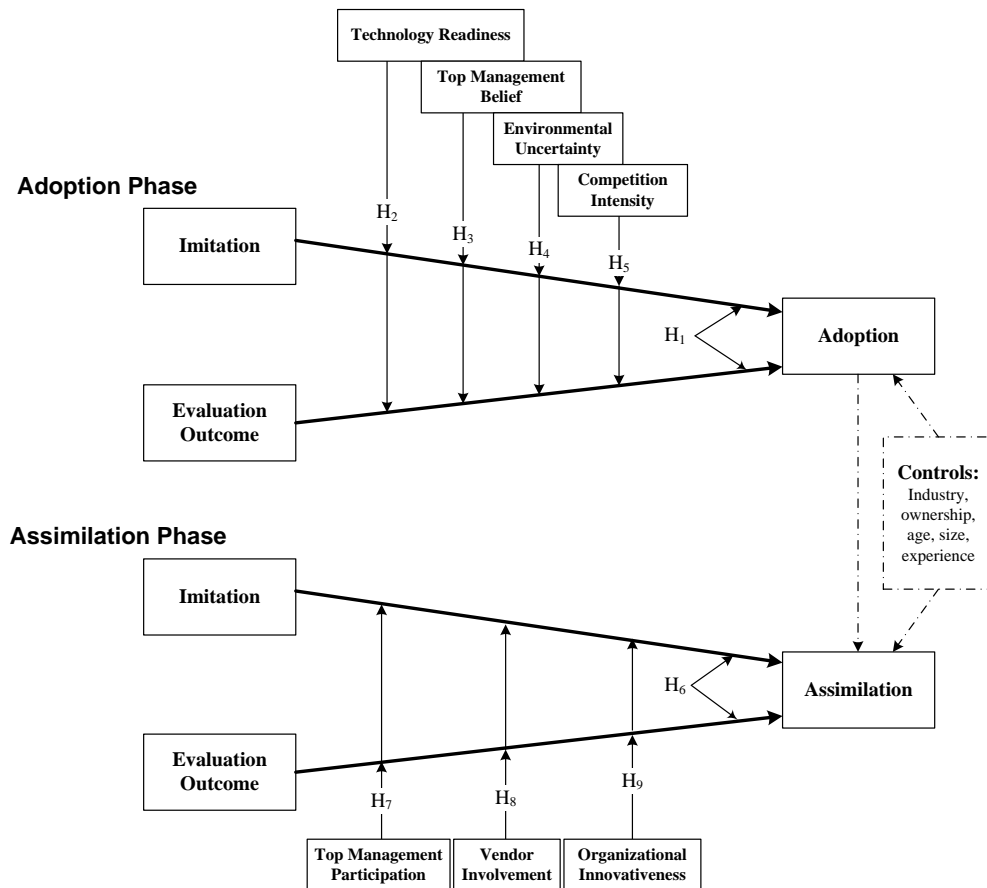 Technology Readiness
Top Management
Belief
Environmental
Uncertainty
Competition
Intensity
Adoption Phase
H₂
H₃
H₄
H₅
Imitation
H₁
Adoption
Evaluation
Outcome
Controls:
Industry,
ownership,
age, size,
experience
Assimilation Phase
Imitation
H₆
Assimilation
Evaluation
Outcome
H₇
H₈
H₉
Top Management
Participation
Vendor
Involvement
Organizational
Innovativeness